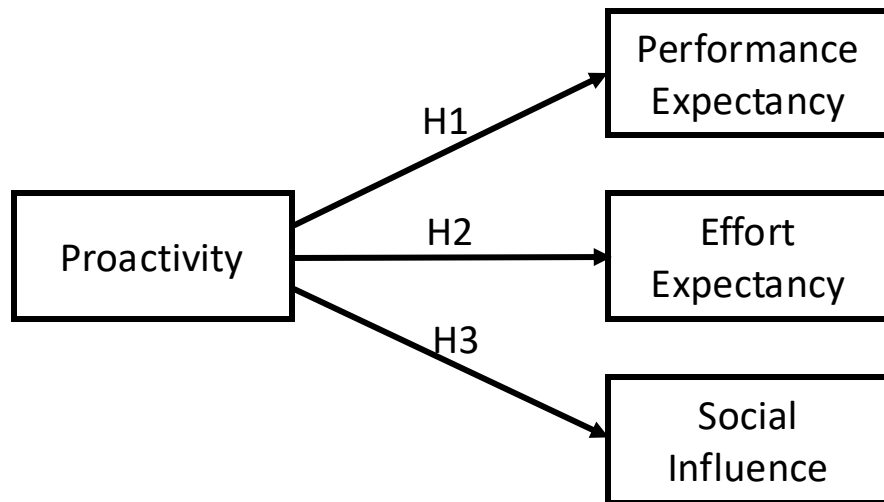 Performance
Expectancy
H1
Proactivity
H2
Effort
Expectancy
H3
Social
Influence